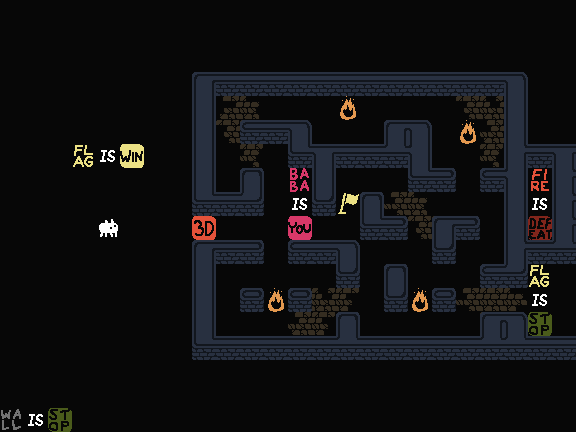 FLAG IS WIN
BABA
IS
YOU
3D
FIRE
IS
DEFEAT
FLAG
IS
STOP
WALL IS STOP